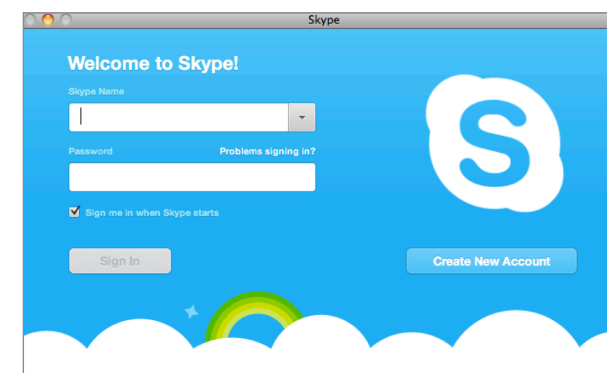 Skype
Welcome to Skype!
Skype Name
Password Problems signing in?
Sign me in when Skype starts
Sign In Create New Account
S